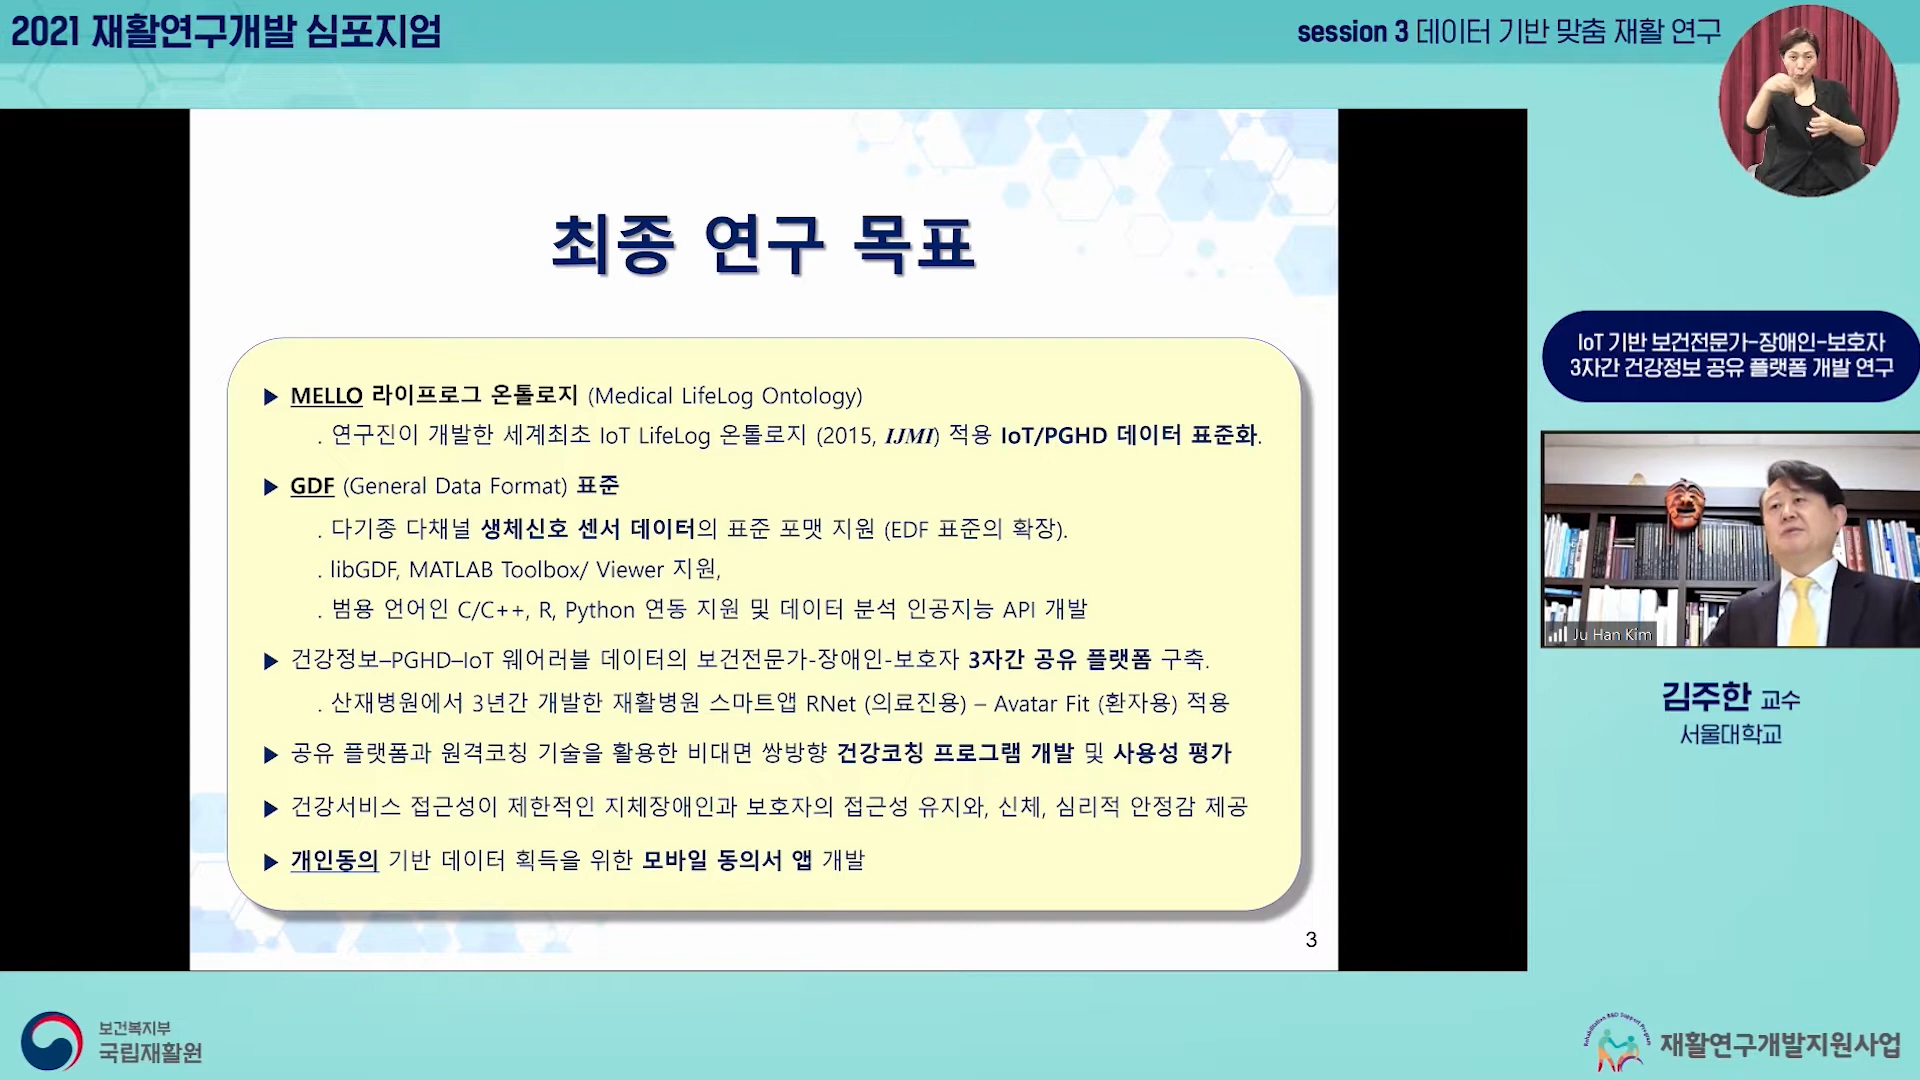 2021 재활연구개발 심포지엄
session 3 데이터 기반 맞춤 재활 연구
최종 연구 목표
▶ MELLO 라이프로그 온톨로지 (Medical LifeLog Ontology)
. 연구진이 개발한 세계최초 IoT LifeLog 온톨로지 (2015, IJMI) 적용 IoT/PGHD 데이터 표준화.
▶ GDF (General Data Format) 표준
. 다기종 다채널 생체신호 센서 데이터의 표준 포맷 지원 (EDF 표준의 확장).
. libGDF, MATLAB Toolbox/ Viewer 지원,
. 범용 언어인 C/C++, R, Python 연동 지원 및 데이터 분석 인공지능 API 개발
▶ 건강정보–PGHD–IoT 웨어러블 데이터의 보건전문가-장애인-보호자 3자간 공유 플랫폼 구축.
. 산재병원에서 3년간 개발한 재활병원 스마트앱 RNet (의료진용) – Avatar Fit (환자용) 적용
▶ 공유 플랫폼과 원격코칭 기술을 활용한 비대면 쌍방향 건강코칭 프로그램 개발 및 사용성 평가
▶ 건강서비스 접근성이 제한적인 지체장애인과 보호자의 접근성 유지와, 신체, 심리적 안정감 제공
▶ 개인동의 기반 데이터 획득을 위한 모바일 동의서 앱 개발
3
IoT 기반 보건전문가-장애인-보호자
3자간 건강정보 공유 플랫폼 개발 연구
Ju Han Kim
김주한 교수
서울대학교
보건복지부
국립재활원
Rehabilitation R&D Support Program
재활연구개발지원사업